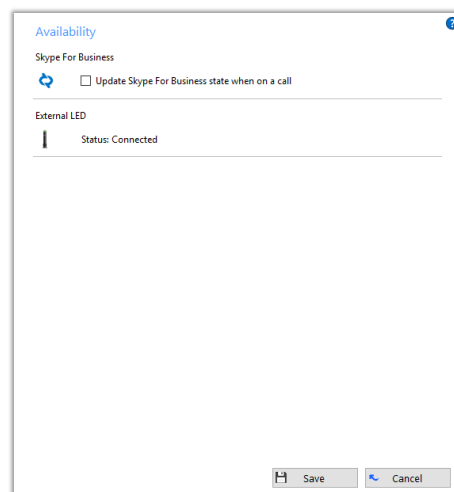 Availability
?
Skype For Business
Update Skype For Business state when on a call
External LED
Status: Connected
Save
Cancel